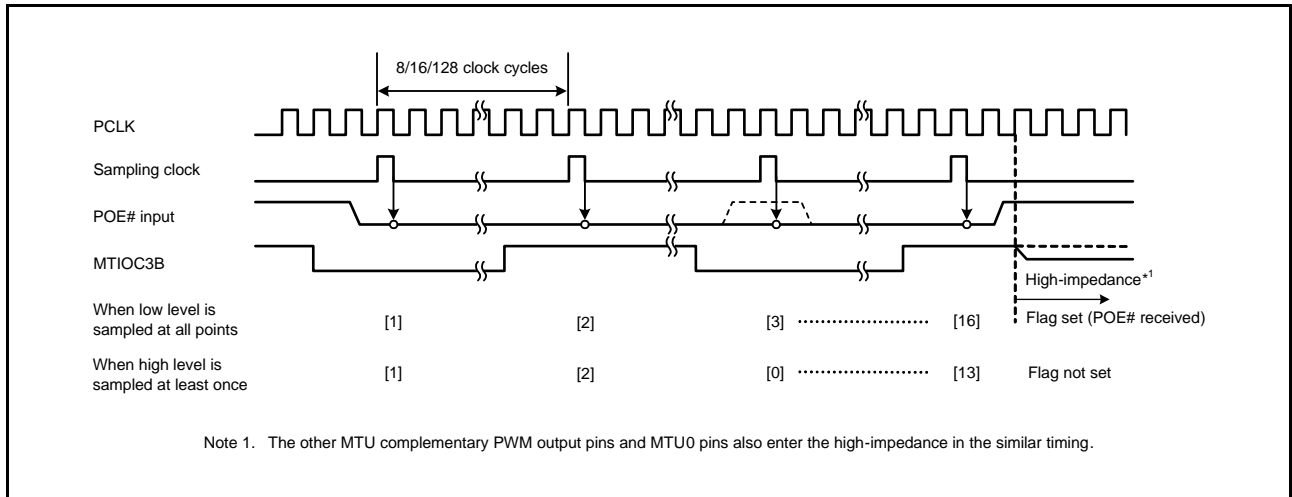 8/16/128 clock cycles
PCLK
Sampling clock
POE# input
MTIOC3B
High-impedance*1
When low level is
sampled at all points
[1] [2] [3] [16] Flag set (POE# received)
When high level is
sampled at least once
[1] [2] [0] [13] Flag not set
Note 1. The other MTU complementary PWM output pins and MTU0 pins also enter the high-impedance in the similar timing.